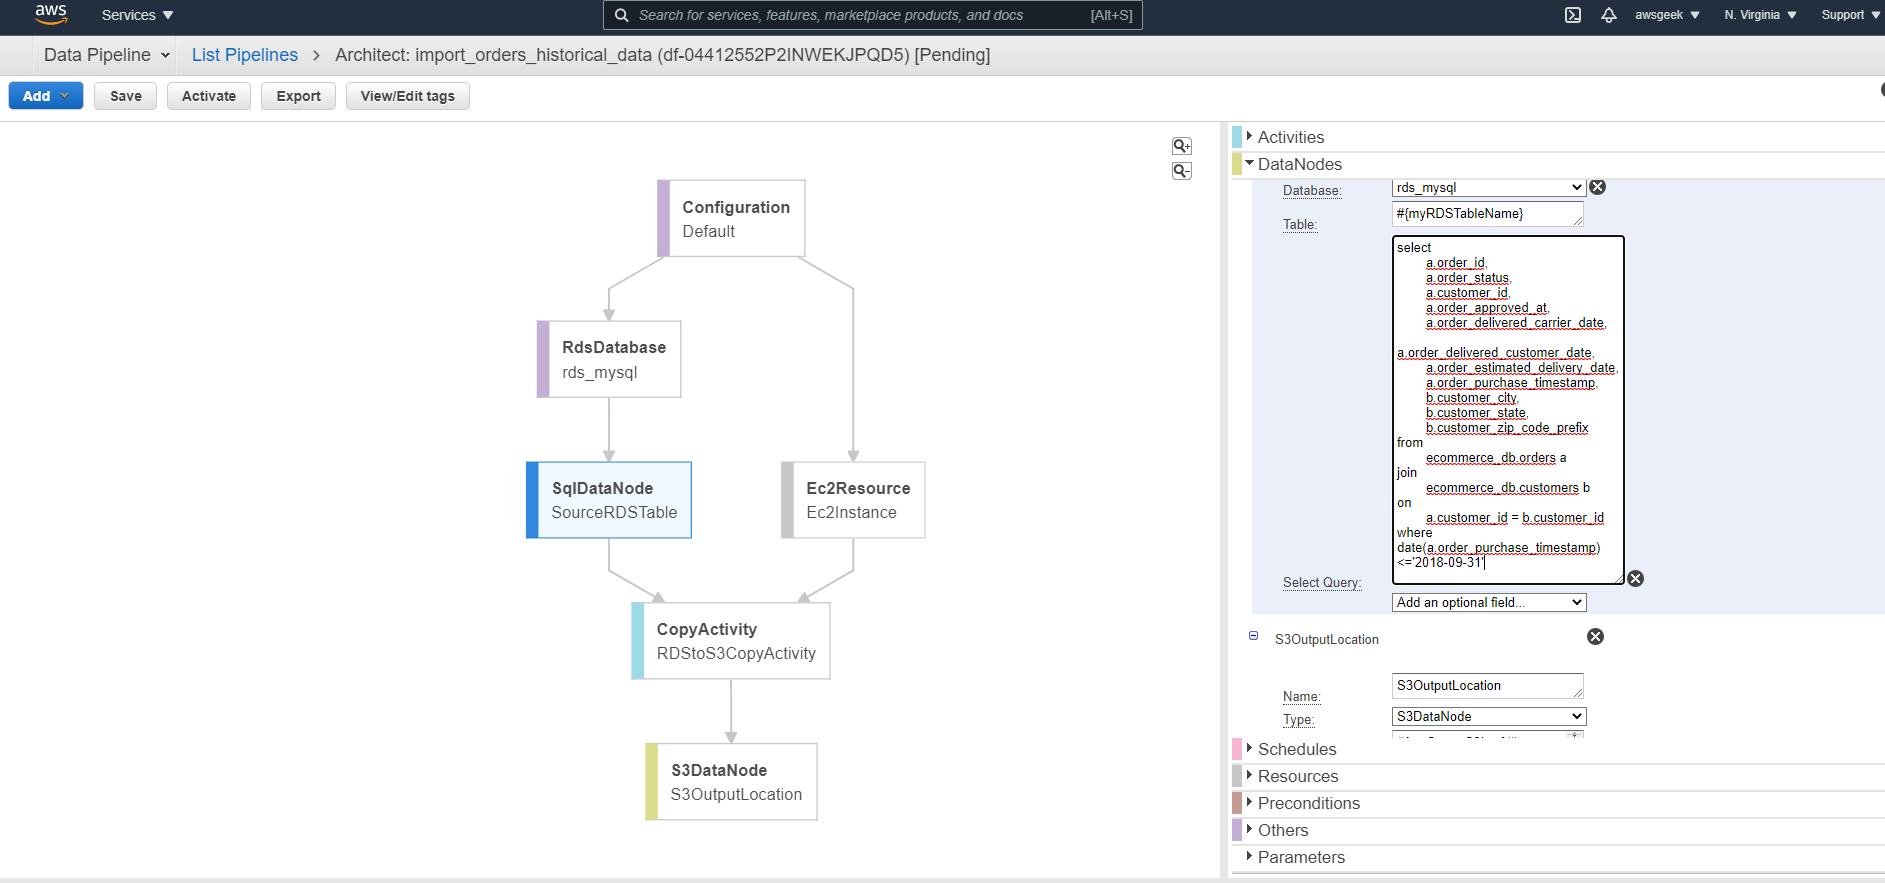 aws
Services
Search for services, features, marketplace products, and docs
[Alt+S]
awsgeek
N. Virginia
Support
Data Pipeline
List Pipelines
Architect: import_orders_historical_data (df-04412552P2INWEKJPQD5) [Pending]
Add
Save
Activate
Export
View/Edit tags
Configuration
Default
RdsDatabase
rds_mysql
SqlDataNode
SourceRDSTable
Ec2Resource
Ec2Instance
CopyActivity
RDStoS3CopyActivity
S3DataNode
S3OutputLocation
Activities
DataNodes
Database:
rds_mysql
Table:
#{myRDSTableName}
select
a.order_id,
a.order_status,
a.customer_id,
a.order_approved_at,
a.order_delivered_carrier_date,
a.order_delivered_customer_date,
a.order_estimated_delivery_date,
a.order_purchase_timestamp,
b.customer_city,
b.customer_state,
b.customer_zip_code_prefix
from
ecommerce_db.orders a
join
ecommerce_db.customers b
on
a.customer_id = b.customer_id
where
date(a.order_purchase_timestamp)
<='2018-09-31'
Select Query:
Add an optional field...
S3OutputLocation
Name:
S3OutputLocation
Type:
S3DataNode
Schedules
Resources
Preconditions
Others
Parameters